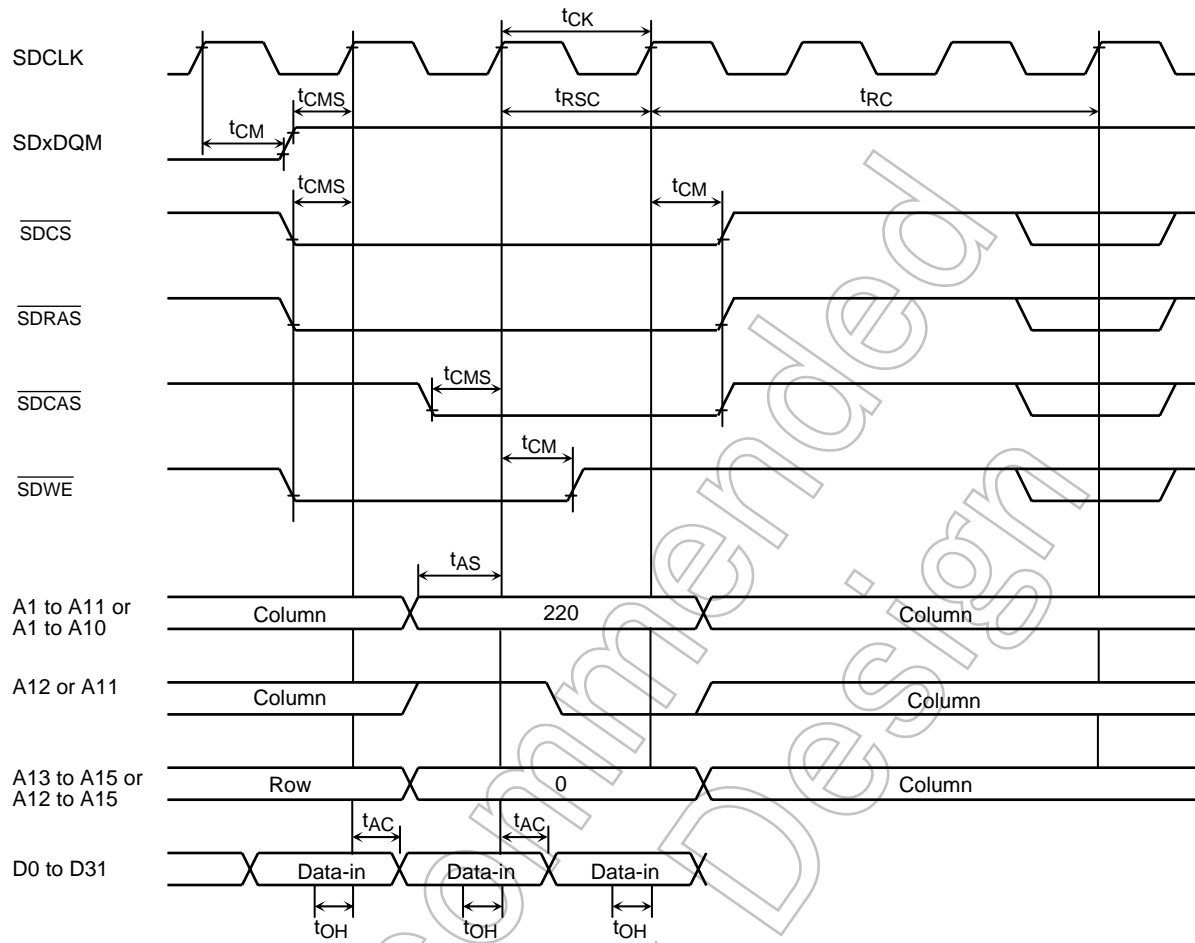 tCK
SDCLK
tCMS
tRSC
tRC
tCM
SDxDQM
tCMS
tCM
SDCS
SDRAS
tCMS
SDCAS
tCM
SDWE
tAS
A1 to A11 or
A1 to A10
Column
220
Column
A12 or A11
Column
Column
A13 to A15 or
A12 to A15
Row
0
Column
tAC
tAC
D0 to D31
Data-in
Data-in
Data-in
tOH
tOH
tOH
ommended
Design